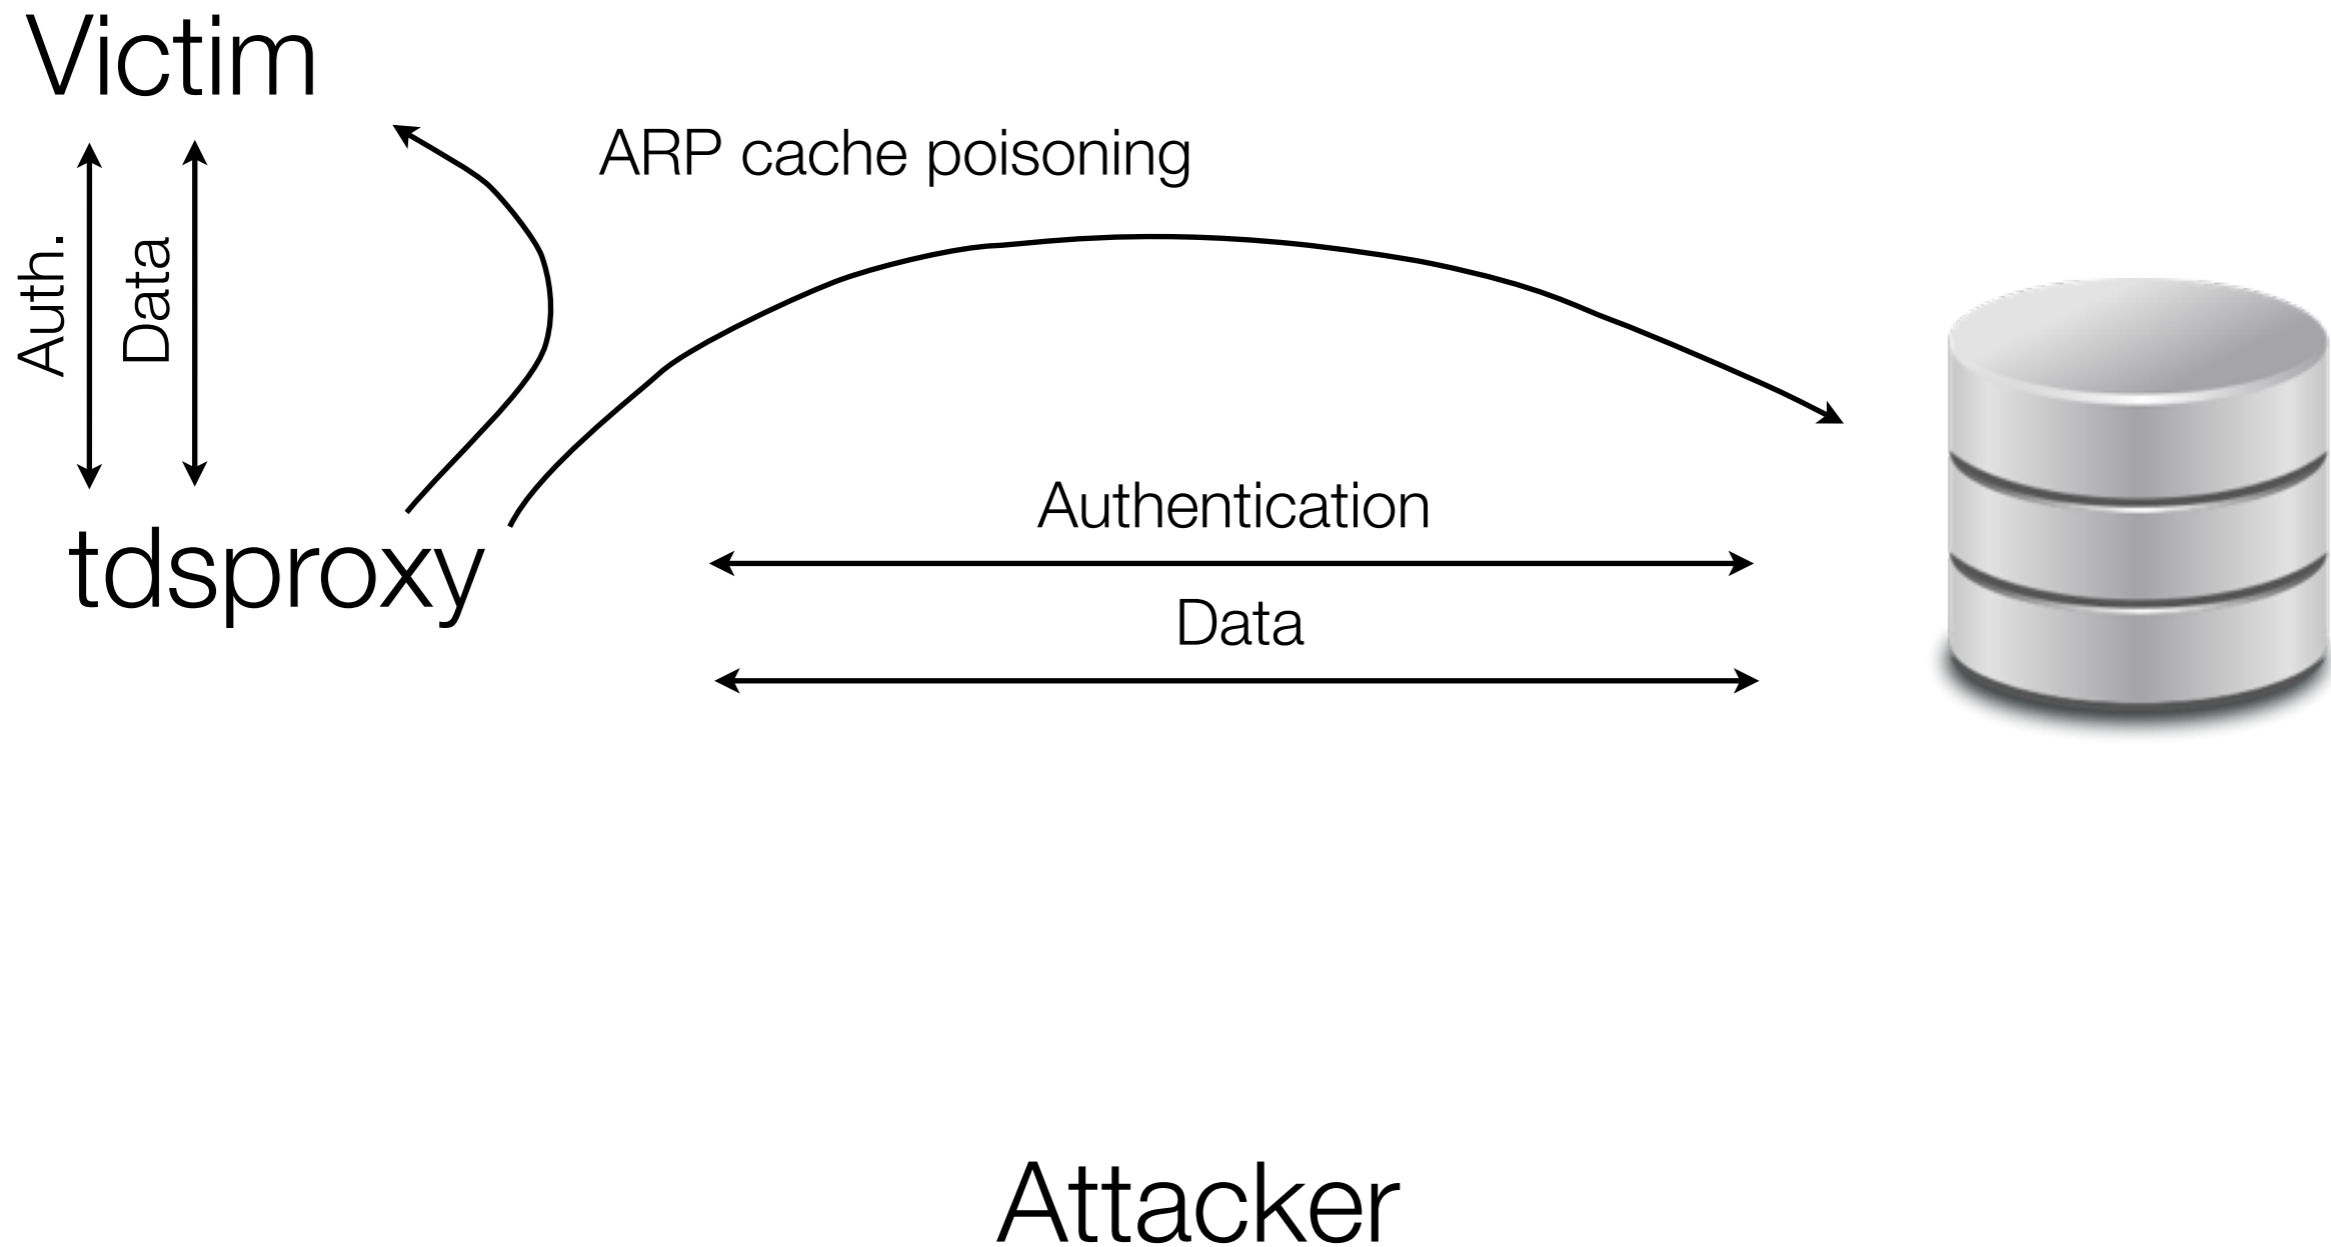 Victim
ARP cache poisoning
Auth.
Data
Authentication
tdsproxy
Data
Attacker